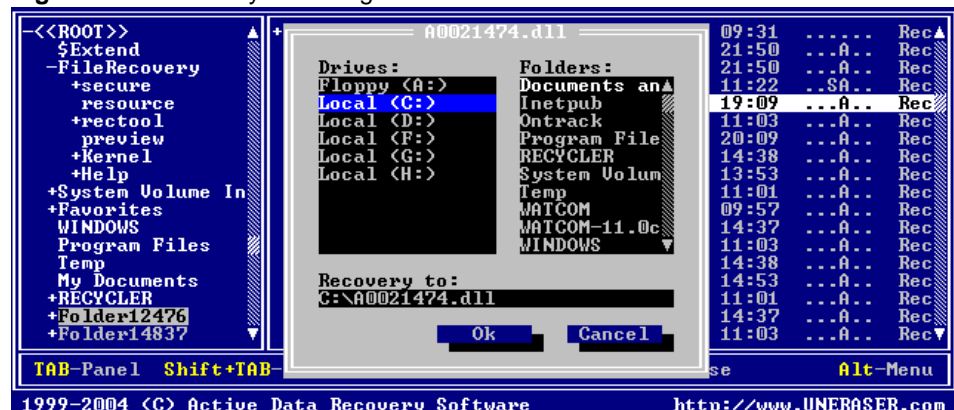 -<<ROOT>>
$Extend
-FileRecovery
+secure
resource
+rectool
preview
+Kernel
+Help
+System Volume In
+Favorites
WINDOWS
Program Files
Temp
My Documents
+RECYCLER
+Folder12476
+Folder14837
+
A0021474.dll
Drives:
Floppy (A:)
Local (C:)
Local (D:)
Local (F:)
Local (G:)
Local (H:)
Folders:
Documents an
Inetpub
Ontrack
Program File
RECYCLER
System Volum
Temp
WATCOM
WATCOM-11.0c
WINDOWS
Recovery to:
C:\A0021474.dll
Ok Cancel
09:31 ...... Rec
21:50 ...A.. Rec
21:50 ...A.. Rec
11:22 ..SA.. Rec
19:09 ...A.. Rec
11:03 ...A.. Rec
20:09 ...A.. Rec
14:38 ...A.. Rec
13:53 ...A.. Rec
11:01 ...A.. Rec
09:57 ...A.. Rec
14:37 ...A.. Rec
11:03 ...A.. Rec
14:38 ...A.. Rec
14:53 ...A.. Rec
11:01 ...A.. Rec
14:37 ...A.. Rec
11:03 ...A.. Rec
TAB-Panel Shift+TAB- se Alt-Menu
1999-2004 (C) Active Data Recovery Software http://www.UNERASER.com